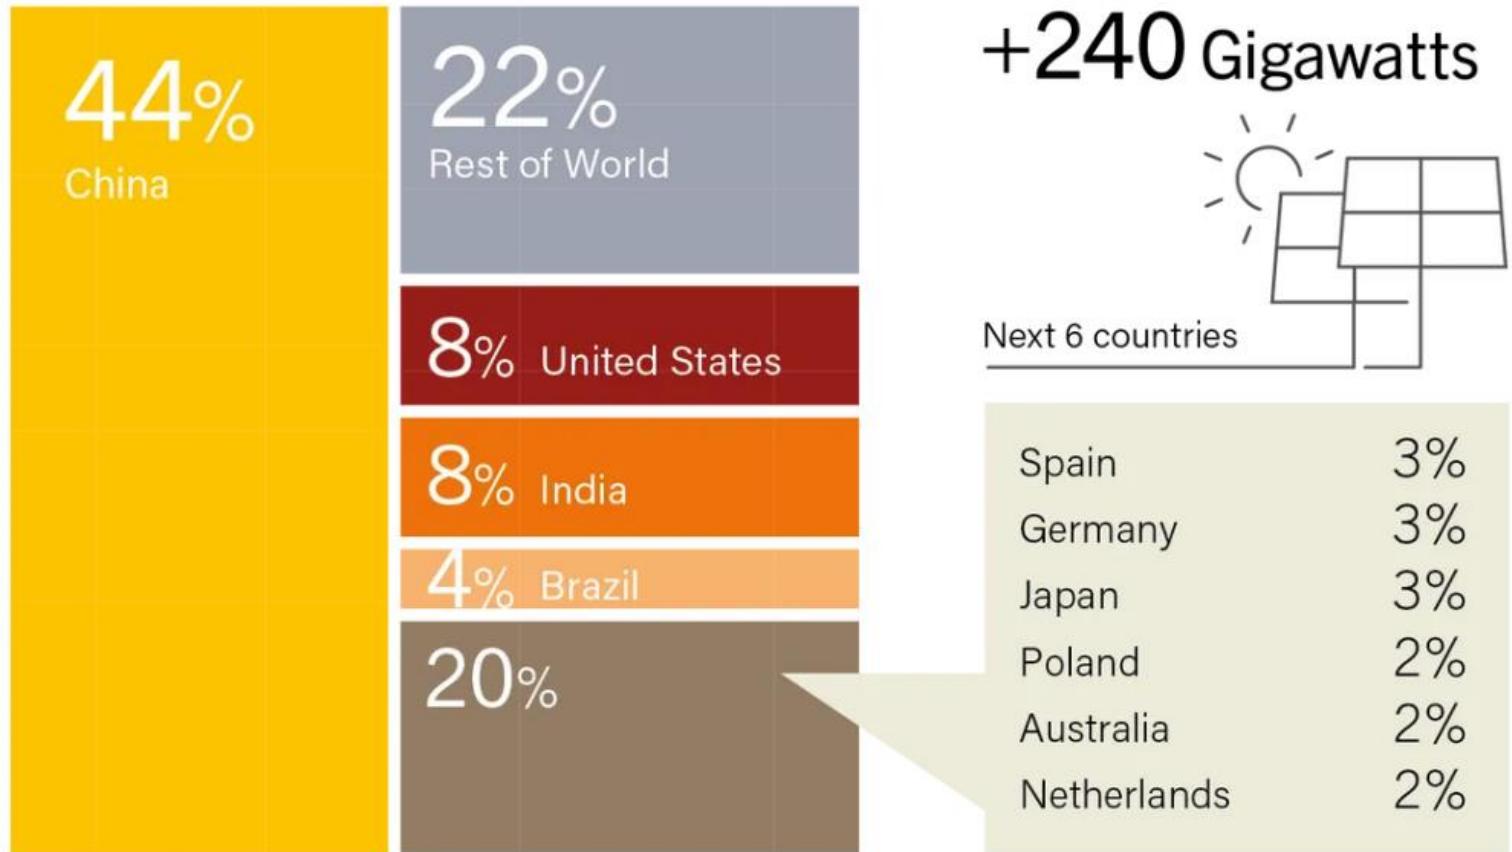 44%
China
22%
Rest of World
8% United States
8% India
4% Brazil
20%
+240 Gigawatts
Next 6 countries
Spain 3%
Germany 3%
Japan 3%
Poland 2%
Australia 2%
Netherlands 2%